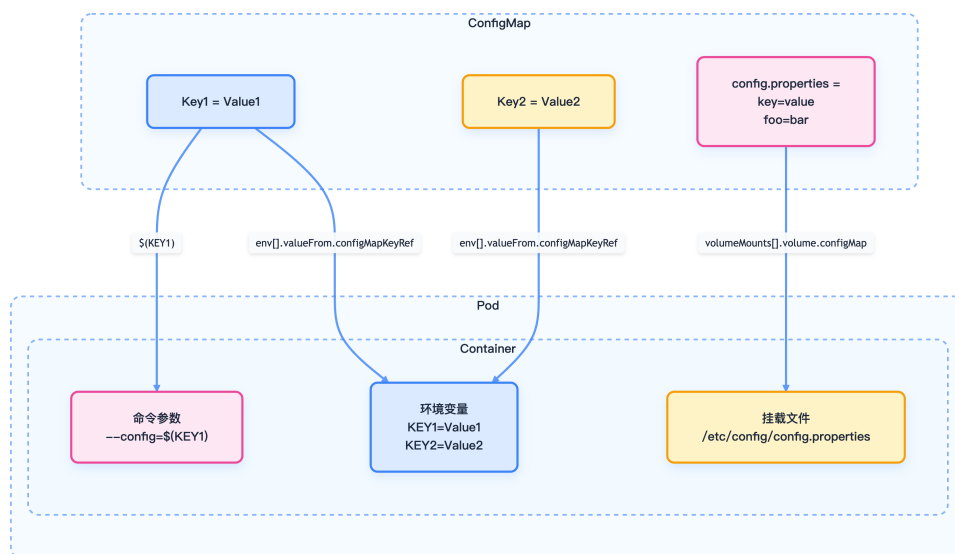 ConfigMap
Key1 = Value1
Key2 = Value2
config.properties =
key=value
foo=bar
$(KEY1)
env[].valueFrom.configMapKeyRef
env[].valueFrom.configMapKeyRef
volumeMounts[].volume.configMap
Pod
Container
命令参数
--config=$(KEY1)
环境变量
KEY1=Value1
KEY2=Value2
挂载文件
/etc/config/config.properties